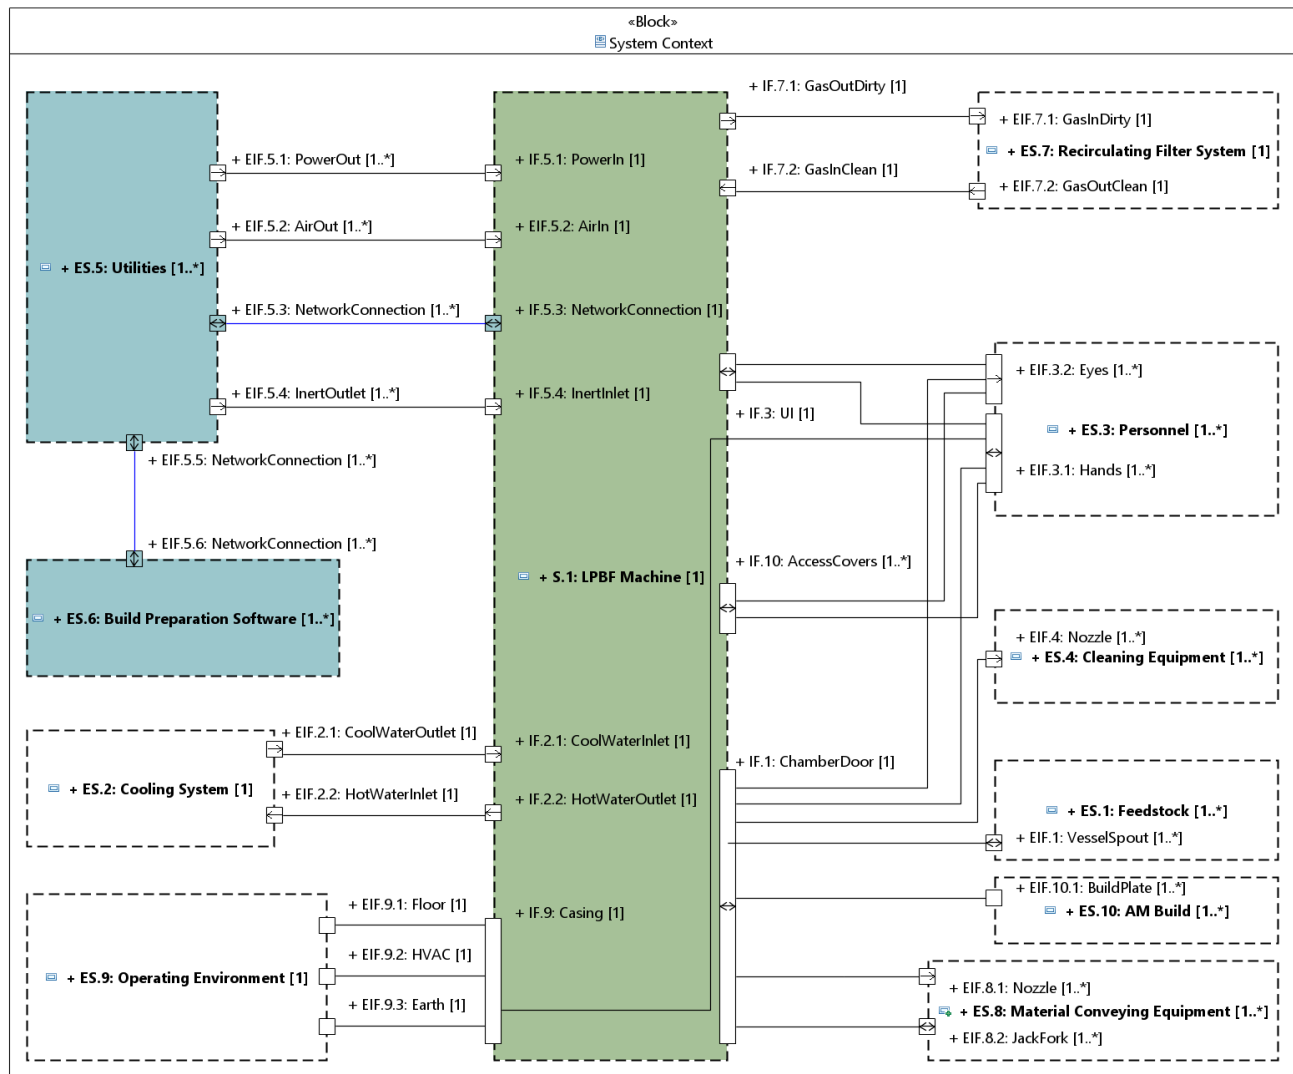 «Block»
System Context
+ EIF.5.1: PowerOut [1..*]
+ EIF.5.2: AirOut [1..*]
+ ES.5: Utilities [1..*]
+ EIF.5.3: NetworkConnection [1..*]
+ EIF.5.4: InertOutlet [1..*]
+ EIF.5.5: NetworkConnection [1..*]
+ EIF.5.6: NetworkConnection [1..*]
+ ES.6: Build Preparation Software [1..*]
+ EIF.2.1: CoolWaterOutlet [1]
+ ES.2: Cooling System [1]
+ EIF.2.2: HotWaterInlet [1]
+ EIF.9.1: Floor [1]
+ EIF.9.2: HVAC [1]
+ ES.9: Operating Environment [1]
+ EIF.9.3: Earth [1]
+ IF.5.1: PowerIn [1]
+ EIF.5.2: AirIn [1]
+ IF.5.3: NetworkConnection [1]
+ IF.5.4: InertInlet [1]
+ S.1: LPBF Machine [1]
+ IF.2.1: CoolWaterInlet [1]
+ IF.2.2: HotWaterOutlet [1]
+ IF.9: Casing [1]
+ IF.7.1: GasOutDirty [1]
+ IF.7.2: GasInClean [1]
+ IF.3: UI [1]
+ IF.10: AccessCovers [1..*]
+ IF.1: ChamberDoor [1]
+ EIF.7.1: GasInDirty [1]
+ ES.7: Recirculating Filter System [1]
+ EIF.7.2: GasOutClean [1]
+ EIF.3.2: Eyes [1..*]
+ ES.3: Personnel [1..*]
+ EIF.3.1: Hands [1..*]
+ EIF.4: Nozzle [1..*]
+ ES.4: Cleaning Equipment [1..*]
+ ES.1: Feedstock [1..*]
+ EIF.1: VesselSpout [1..*]
+ EIF.10.1: BuildPlate [1..*]
+ ES.10: AM Build [1..*]
+ EIF.8.1: Nozzle [1..*]
+ ES.8: Material Conveying Equipment [1..*]
+ EIF.8.2: JackFork [1..*]